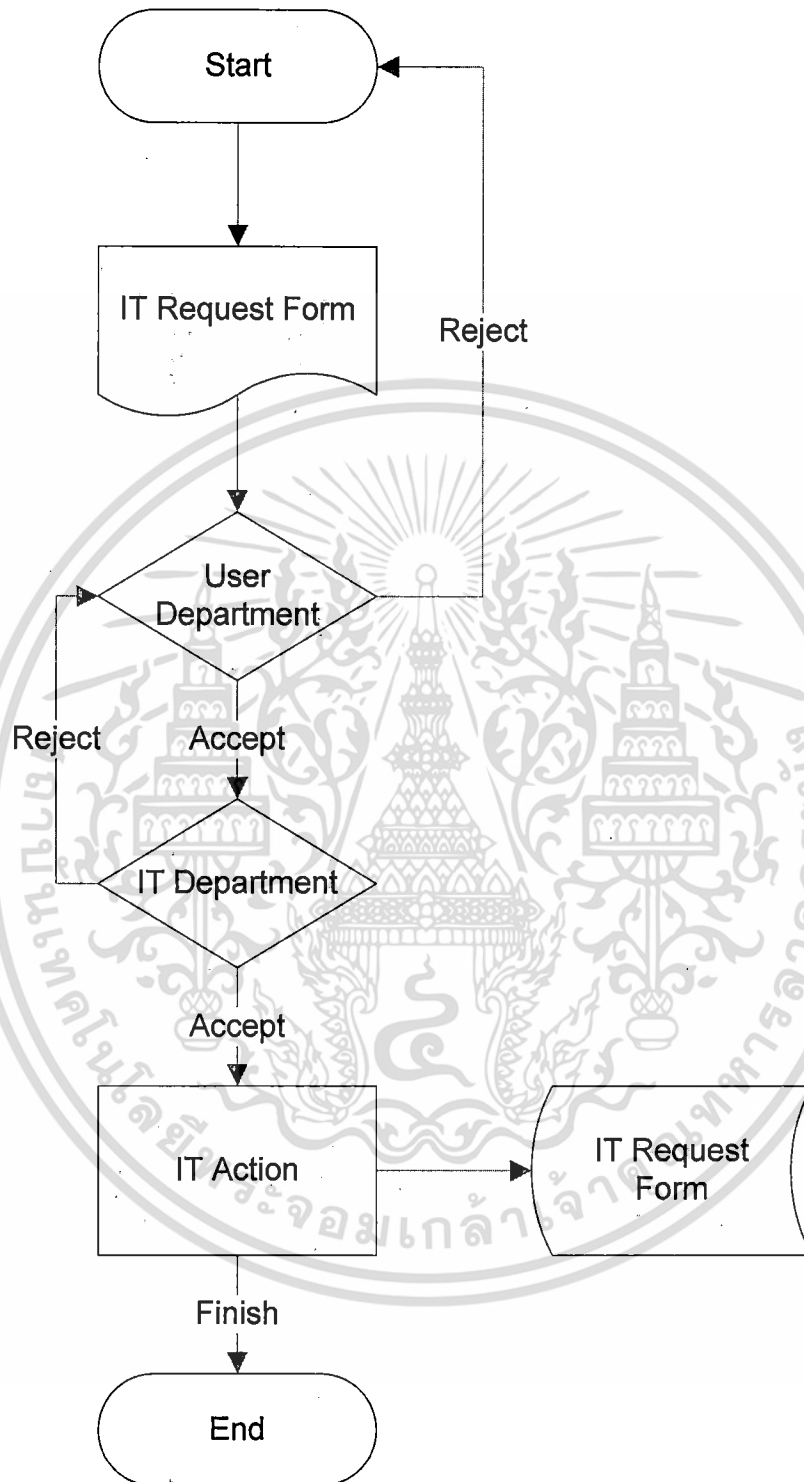 Start
IT Request Form
Reject
User
Department
Reject
Accept
IT Department
Accept
IT Action
IT Request
Form
Finish
End